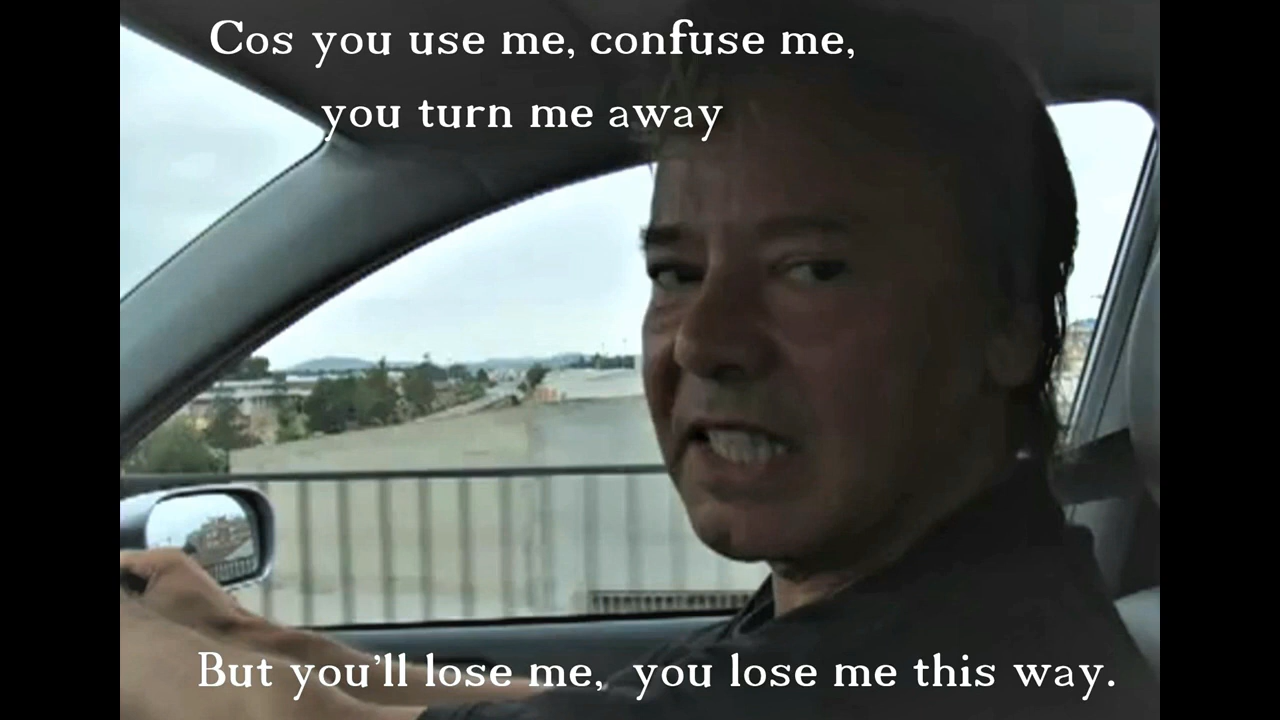 Cos you use me, confuse me,
you turn me away
But you'll lose me, you lose me this way.